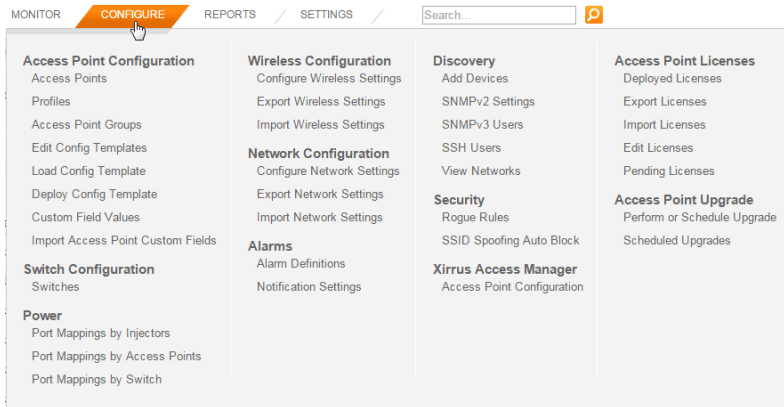 MONITOR CONFIGURE REPORTS SETTINGS Search...
Access Point Configuration
Access Points
Profiles
Access Point Groups
Edit Config Templates
Load Config Template
Deploy Config Template
Custom Field Values
Import Access Point Custom Fields
Switch Configuration
Switches
Power
Port Mappings by Injectors
Port Mappings by Access Points
Port Mappings by Switch
Wireless Configuration
Configure Wireless Settings
Export Wireless Settings
Import Wireless Settings
Network Configuration
Configure Network Settings
Export Network Settings
Import Network Settings
Alarms
Alarm Definitions
Notification Settings
Discovery
Add Devices
SNMPv2 Settings
SNMPv3 Users
SSH Users
View Networks
Security
Rogue Rules
SSID Spoofing Auto Block
Xirrus Access Manager
Access Point Configuration
Access Point Licenses
Deployed Licenses
Export Licenses
Import Licenses
Edit Licenses
Pending Licenses
Access Point Upgrade
Perform or Schedule Upgrade
Scheduled Upgrades